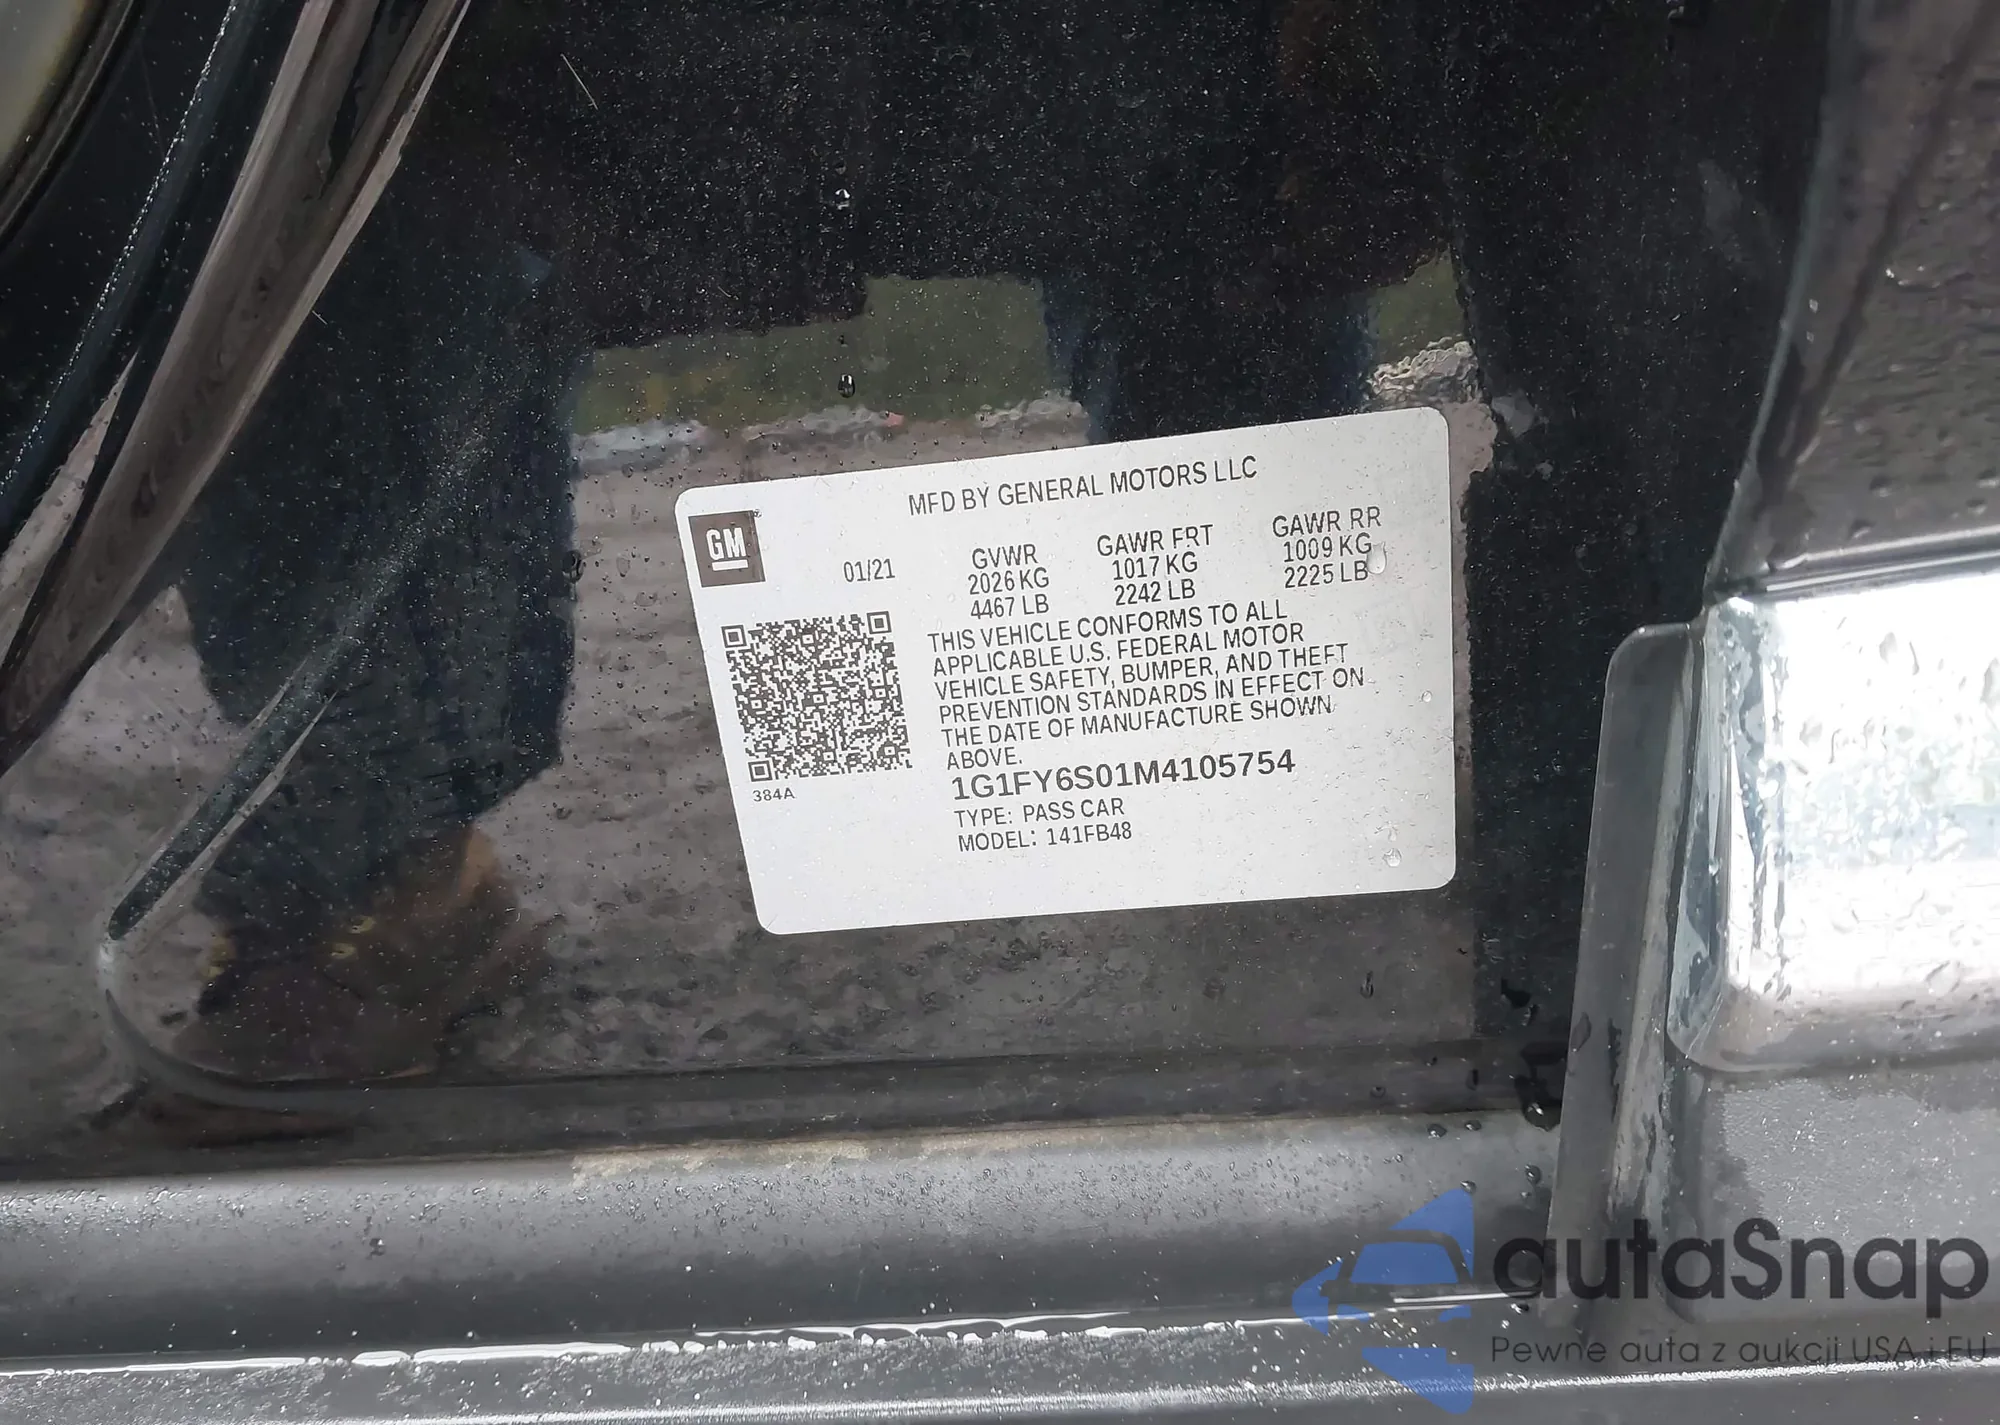 MFD BY GENERAL MOTORS LLC
GM
01/21
GVWR
2026 KG
4467 LB
GAWR FRT
1017 KG
2242 LB
GAWR RR
1009 KG
2225 LB
THIS VEHICLE CONFORMS TO ALL
APPLICABLE U.S. FEDERAL MOTOR
VEHICLE SAFETY, BUMPER, AND THEFT
PREVENTION STANDARDS IN EFFECT ON
THE DATE OF MANUFACTURE SHOWN
ABOVE.
384A
1G1FY6S01M4105754
TYPE: PASS CAR
MODEL: 141FB48
autaSnap
Pewne auta z aukcji USA i EU